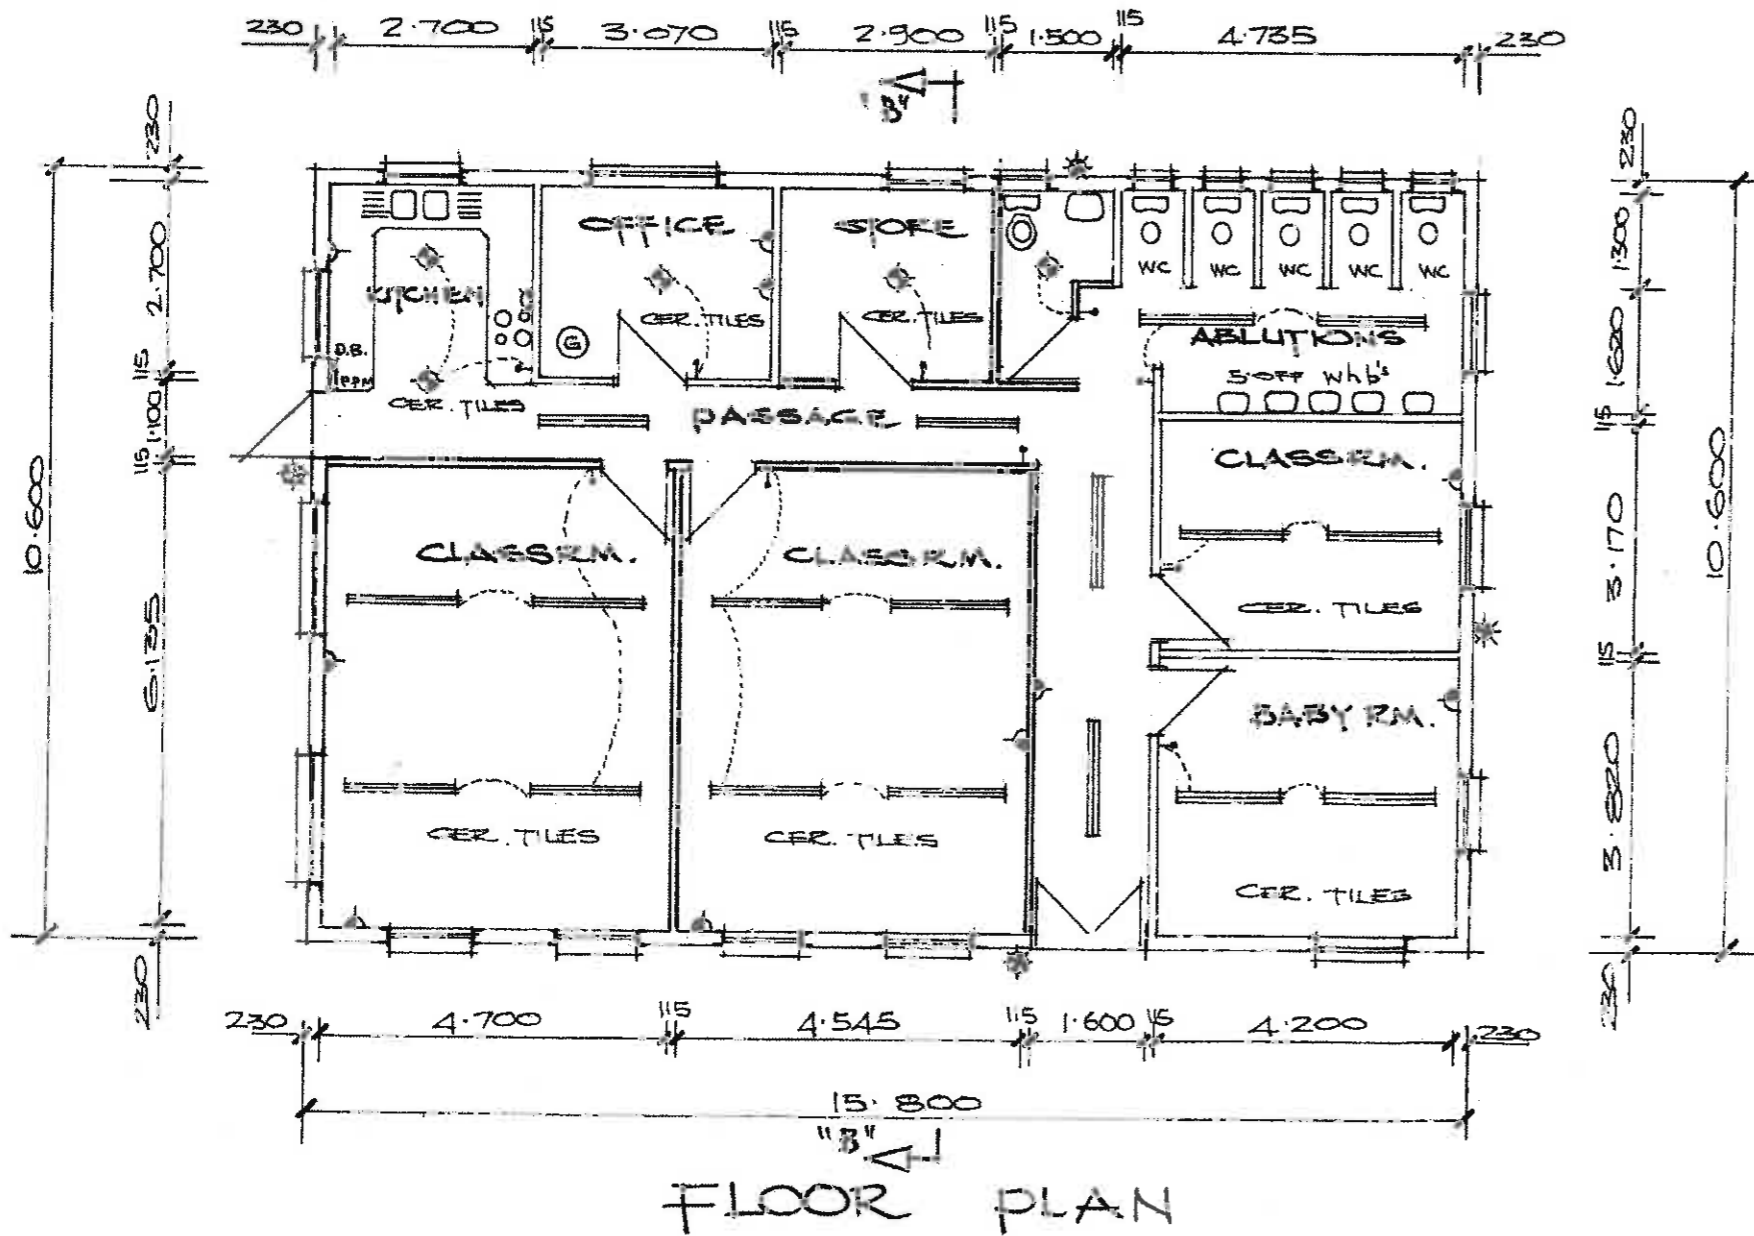 230 2·700 115 3·070 115 2·900 115 1·500 115 4·735 230
"B"
230 2·700 115 1·100 115 6·135 230
10·600
230 1·300 1·620 115 3·170 115 3·820 230
10·600
OFFICE STORE
WC WC WC WC WC
KITCHEN
CER. TILES CER. TILES
G
ABLUTIONS
D.B.
5·OFF whb's
CER. TILES PASSAGE
CLASSRM.
CLASSRM. CLASSRM.
CER. TILES
BABY RM.
CER. TILES CER. TILES
CER. TILES
230 4·700 115 4·545 115 1·600 115 4·200 230
15·800
"B"
FLOOR PLAN